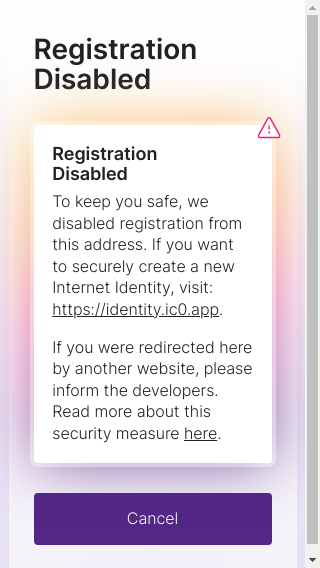 Registration
Disabled
Registration
Disabled
To keep you safe, we
disabled registration from
this address. If you want
to securely create a new
Internet Identity, visit:
https://identity.ic0.app.
If you were redirected here
by another website, please
inform the developers.
Read more about this
security measure here.
Cancel